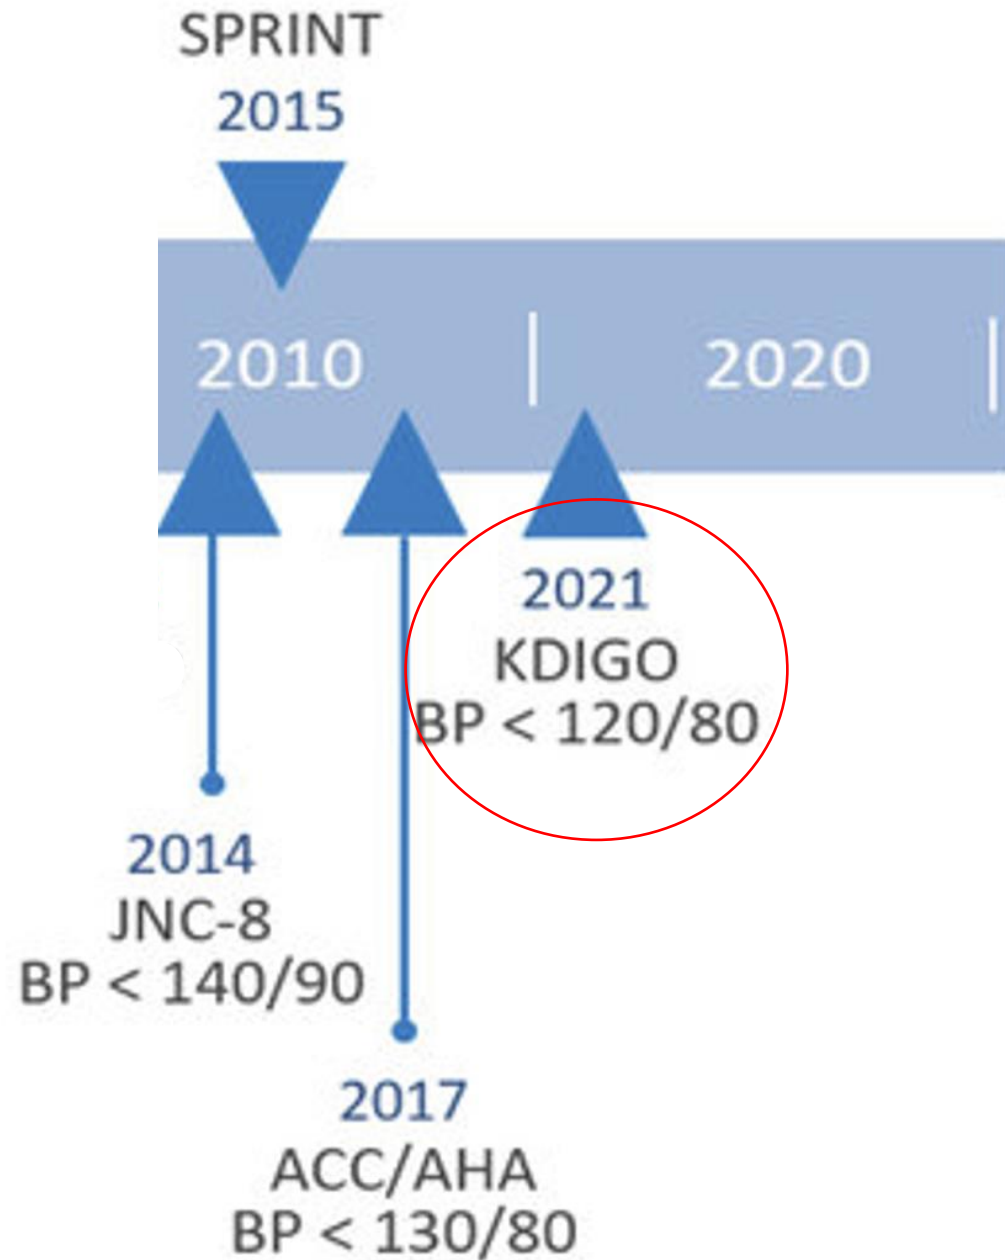 SPRINT
2015
2010
2020
2021
KDIGO
BP < 120/80
2014
JNC-8
BP < 140/90
2017
ACC/AHA
BP < 130/80